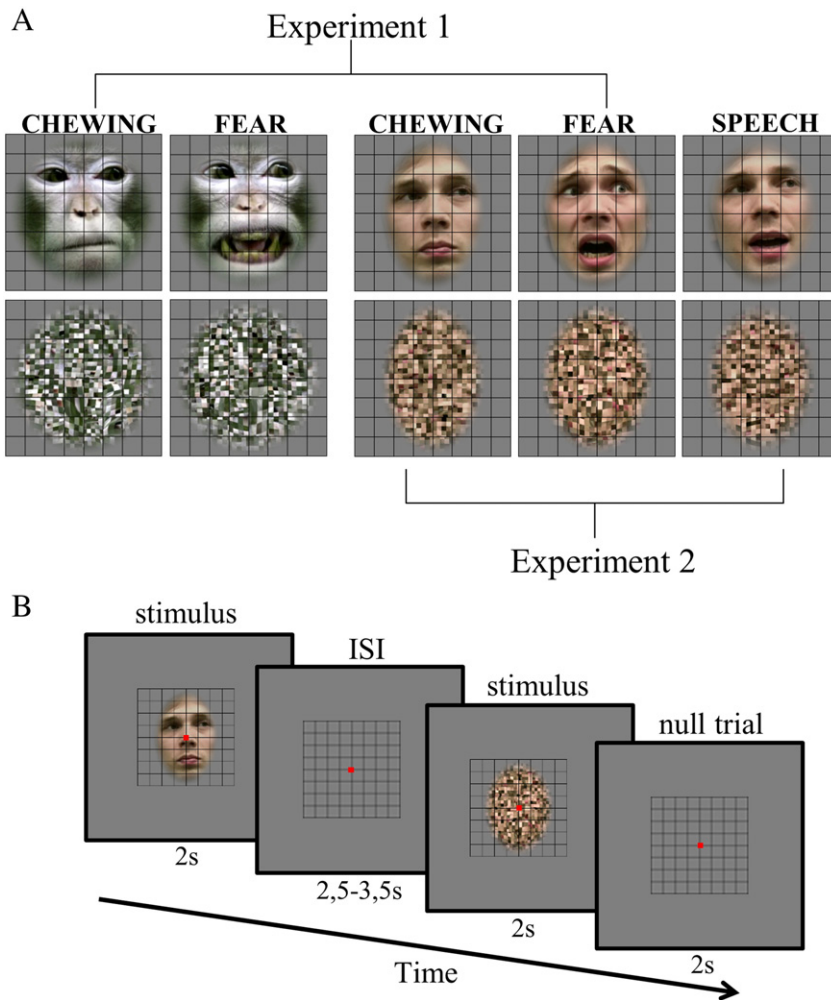 A
Experiment 1
CHEWING FEAR CHEWING FEAR SPEECH
Experiment 2
B
stimulus
ISI
stimulus
null trial
2s
2,5-3,5s
2s
2s
Time